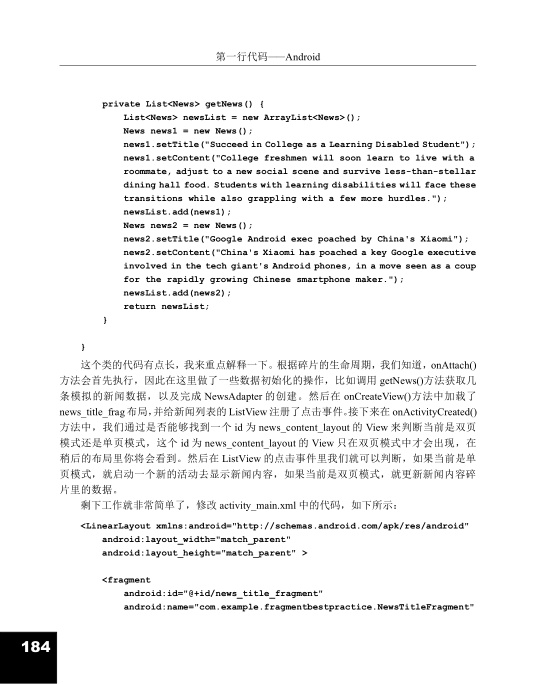 第一行代码——Android
private List<News> getNews() {
List<News> newsList = new ArrayList<News>();
News news1 = new News();
news1.setTitle("Succeed in College as a Learning Disabled Student");
news1.setContent("College freshmen will soon learn to live with a
roommate, adjust to a new social scene and survive less-than-stellar
dining hall food. Students with learning disabilities will face these
transitions while also grappling with a few more hurdles.");
newsList.add(news1);
News news2 = new News();
news2.setTitle("Google Android exec poached by China's Xiaomi");
news2.setContent("China's Xiaomi has poached a key Google executive
involved in the tech giant's Android phones, in a move seen as a coup
for the rapidly growing Chinese smartphone maker.");
newsList.add(news2);
return newsList;
}
}
这个类的代码有点长，我来重点解释一下。根据碎片的生命周期，我们知道，onAttach()
方法会首先执行，因此在这里做了一些数据初始化的操作，比如调用 getNews()方法获取几
条模拟的新闻数据，以及完成 NewsAdapter 的创建。然后在 onCreateView()方法中加载了
news_title_frag 布局，并给新闻列表的 ListView 注册了点击事件。接下来在 onActivityCreated()
方法中，我们通过是否能够找到一个 id 为 news_content_layout 的 View 来判断当前是双页
模式还是单页模式，这个 id 为 news_content_layout 的 View 只在双页模式中才会出现，在
稍后的布局里你将会看到。然后在 ListView 的点击事件里我们就可以判断，如果当前是单
页模式，就启动一个新的活动去显示新闻内容，如果当前是双页模式，就更新新闻内容碎
片里的数据。
剩下工作就非常简单了，修改 activity_main.xml 中的代码，如下所示：
<LinearLayout xmlns:android="http://schemas.android.com/apk/res/android"
android:layout_width="match_parent"
android:layout_height="match_parent" >
<fragment
android:id="@+id/news_title_fragment"
android:name="com.example.fragmentbestpractice.NewsTitleFragment"
184